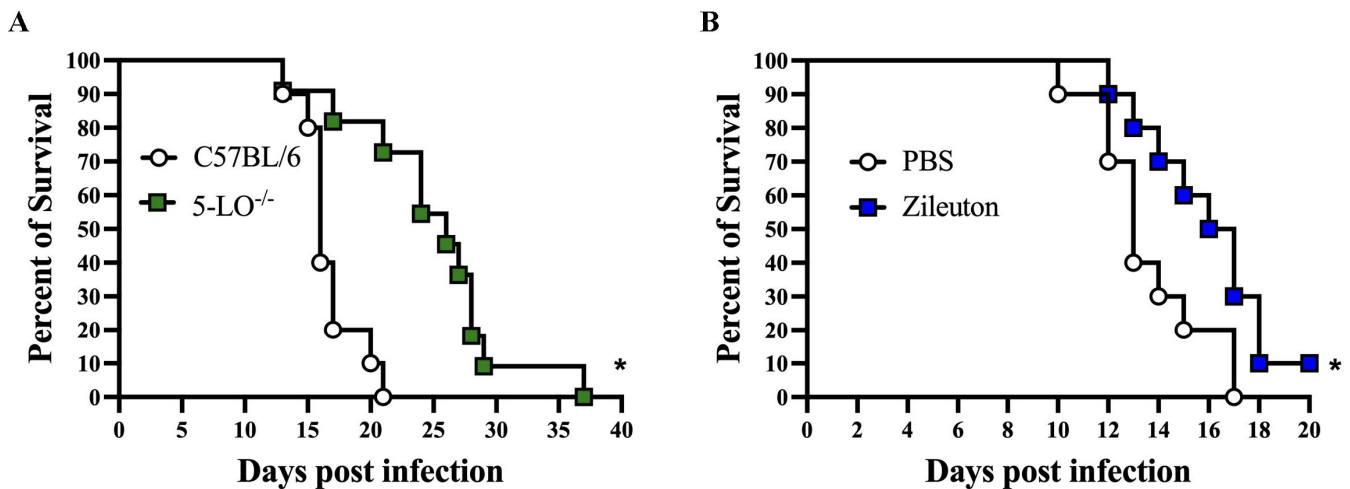 A
B
Percent of Survival
100
90
80
70
60
50
40
30
20
10
0
C57BL/6
5-LO-/-
*
0 5 10 15 20 25 30 35 40
Days post infection
Percent of Survival
100
90
80
70
60
50
40
30
20
10
0
PBS
Zileuton
*
0 2 4 6 8 10 12 14 16 18 20
Days post infection